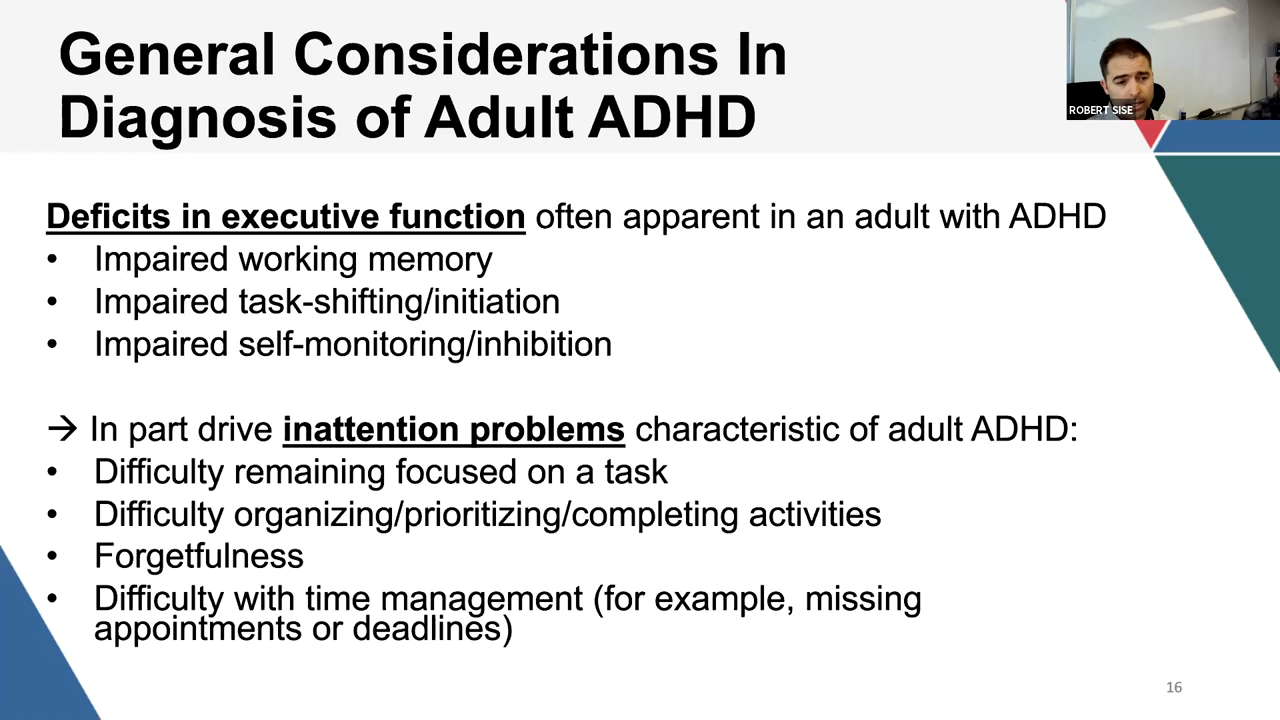 General Considerations In
Diagnosis of Adult ADHD
ROBERT SISE
Deficits in executive function often apparent in an adult with ADHD
• Impaired working memory
• Impaired task-shifting/initiation
• Impaired self-monitoring/inhibition
→ In part drive inattention problems characteristic of adult ADHD:
• Difficulty remaining focused on a task
• Difficulty organizing/prioritizing/completing activities
• Forgetfulness
• Difficulty with time management (for example, missing
appointments or deadlines)
16